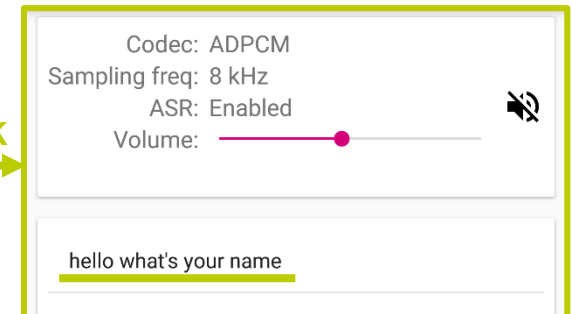 Codec: ADPCM
Sampling freq: 8 kHz
ASR: Enabled
Volume:
hello what's your name